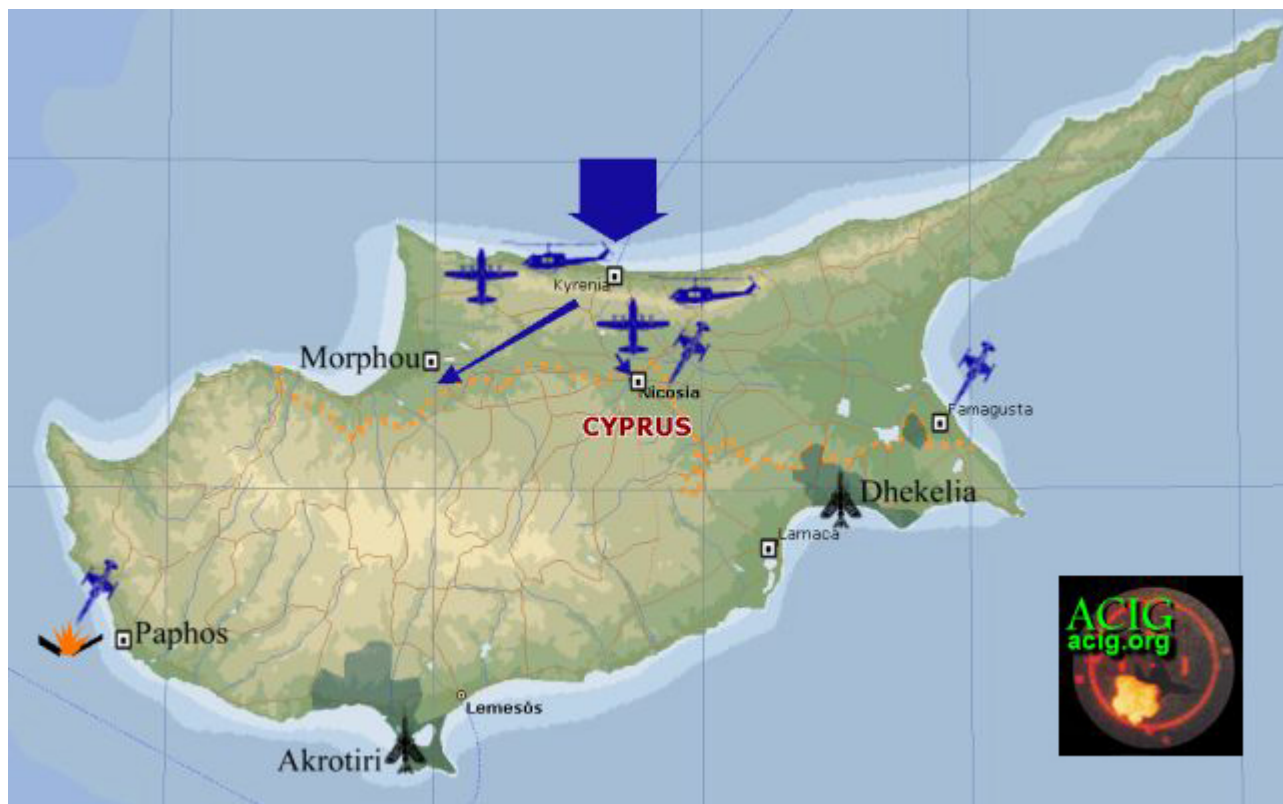 Kyrenia
Morphou
Nicosia
CYPRUS
Famagusta
Dhekelia
Larnaca
ACIG
acig.org
Paphos
Lemesós
Akrotiri